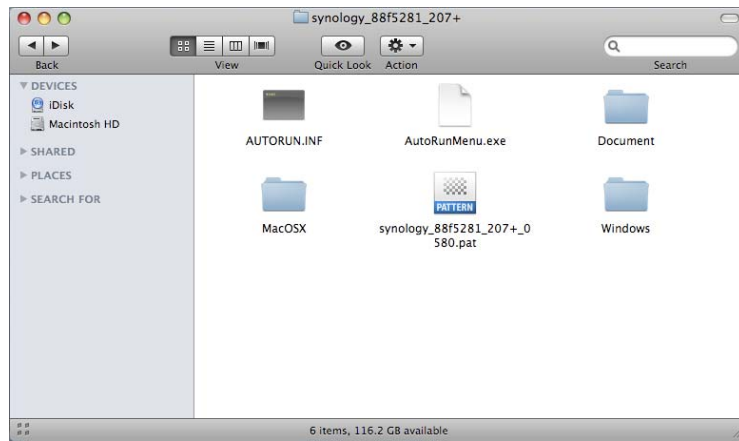 synology_88f5281_207+
Back
View
Quick Look
Action
Search
DEVICES
iDisk
Macintosh HD
SHARED
PLACES
SEARCH FOR
AUTORUN.INF
AutoRunMenu.exe
Document
MacOSX
PATTERN
synology_88f5281_207+_0
580.pat
Windows
6 items, 116.2 GB available